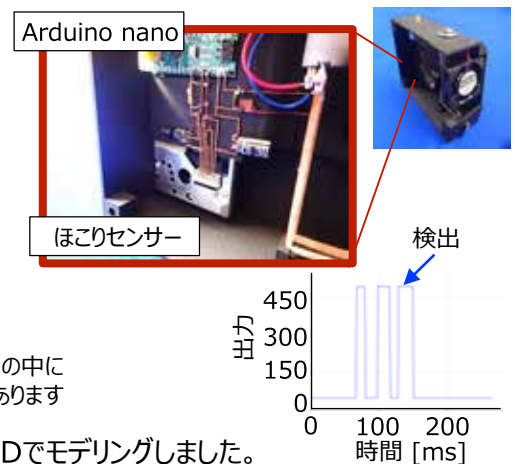 Arduino nano
ほこりセンサー
検出
450
300
150
0
出力
0 100 200
時間 [ms]
の中に
あります
Dでモデリングしました。